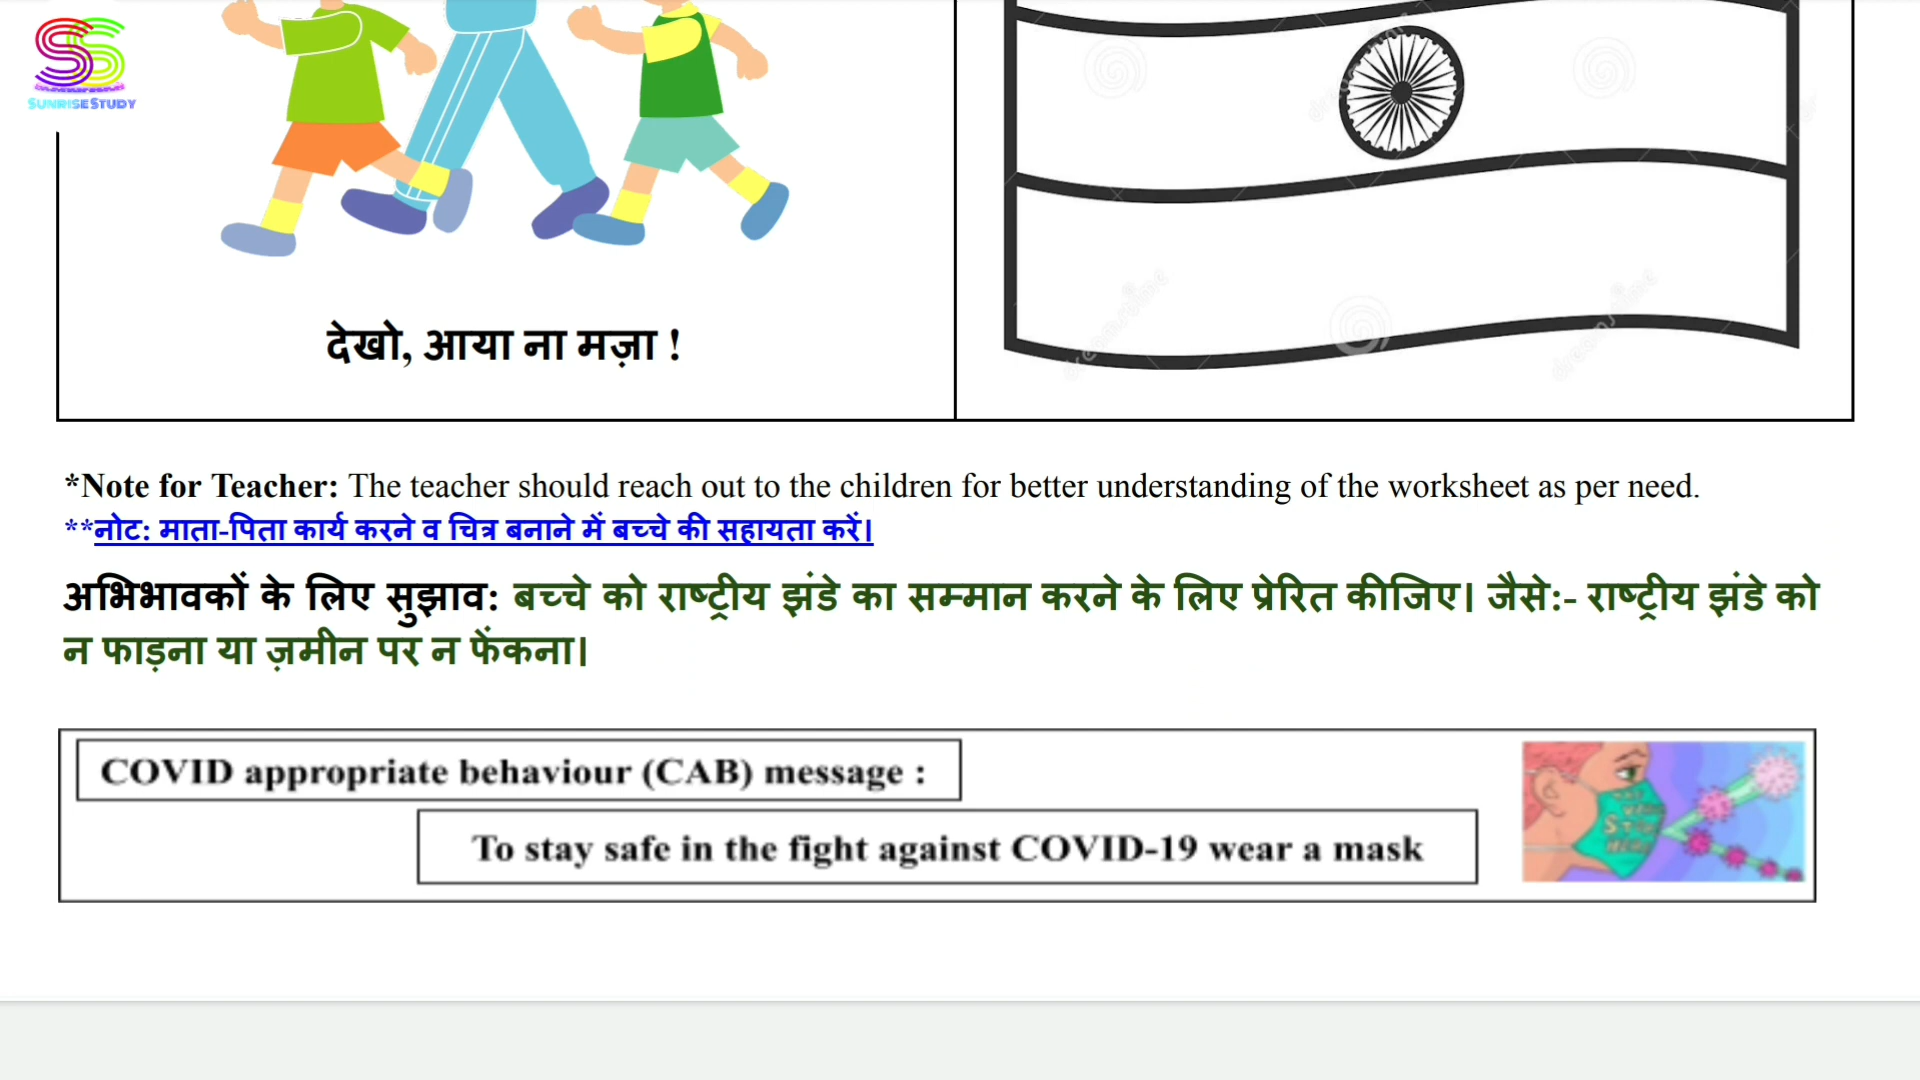 SUNRISESTUDY
देखो, आया ना मज़ा !
*Note for Teacher: The teacher should reach out to the children for better understanding of the worksheet as per need.
**नोट: माता-पिता कार्य करने व चित्र बनाने में बच्चे की सहायता करें।
अभिभावकों के लिए सुझाव: बच्चे को राष्ट्रीय झंडे का सम्मान करने के लिए प्रेरित कीजिए। जैसे:- राष्ट्रीय झंडे को
न फाड़ना या ज़मीन पर न फेंकना।
COVID appropriate behaviour (CAB) message :
To stay safe in the fight against COVID-19 wear a mask